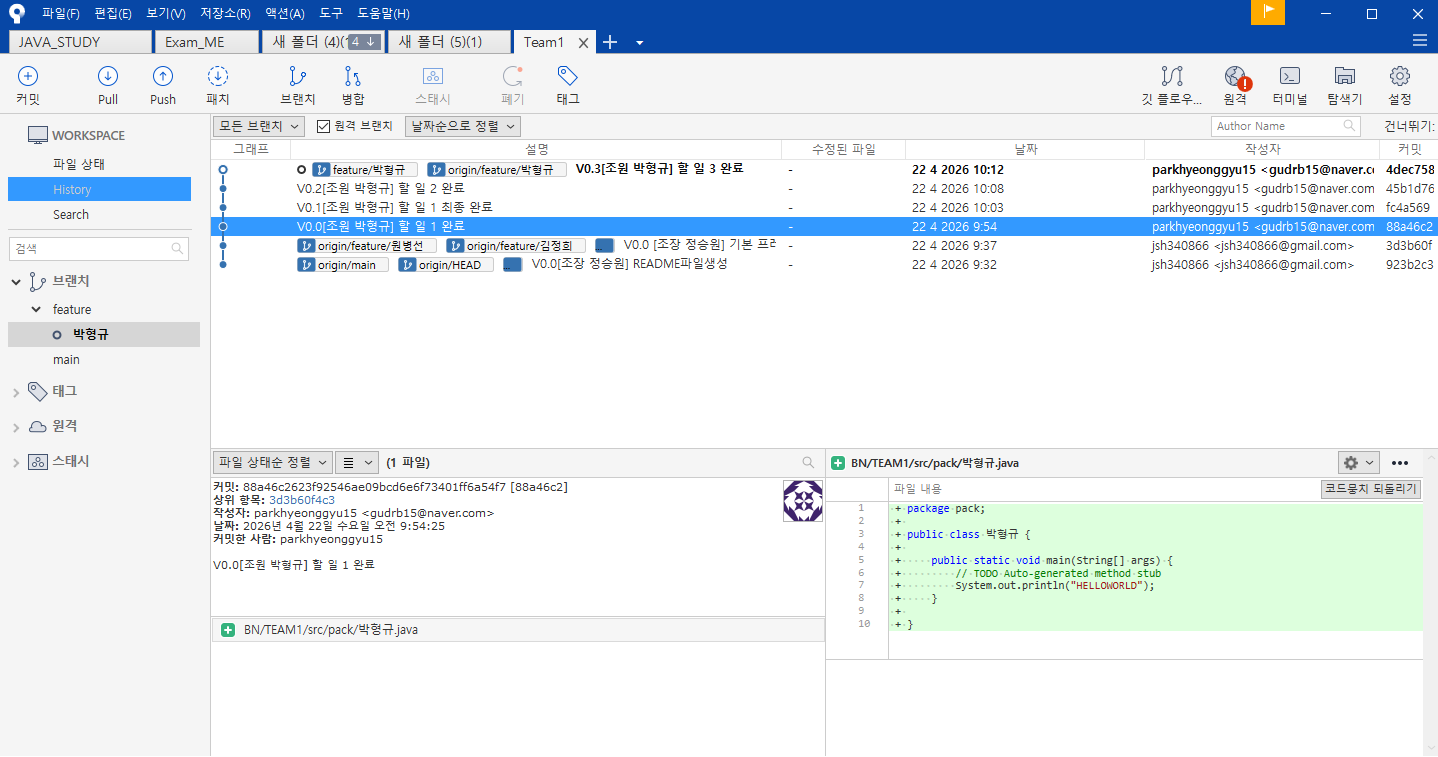 파일(F) 편집(E) 보기(V) 저장소(R) 액션(A) 도구 도움말(H)
JAVA_STUDY Exam_ME 새 폴더 (4)(1 4 ↓ 새 폴더 (5)(1) Team1
커밋 Pull Push 패치 브랜치 병합 스태시 폐기 태그 깃 플로우... 원격 터미널 탐색기 설정
WORKSPACE
파일 상태
History
Search
검색
브랜치
feature
박형규
main
태그
원격
스태시
모든 브랜치 원격 브랜치 날짜순으로 정렬 Author Name 건너뛰기:
그래프 설명 수정된 파일 날짜 작성자 커밋
feature/박형규 origin/feature/박형규 V0.3[조원 박형규] 할 일 3 완료 - 22 4 2026 10:12 parkhyeonggyu15 <gudrb15@naver.c 4dec758
V0.2[조원 박형규] 할 일 2 완료 - 22 4 2026 10:08 parkhyeonggyu15 <gudrb15@naver.com 45b1d76
V0.1[조원 박형규] 할 일 1 최종 완료 - 22 4 2026 10:03 parkhyeonggyu15 <gudrb15@naver.com fc4a569
V0.0[조원 박형규] 할 일 1 완료 - 22 4 2026 9:54 parkhyeonggyu15 <gudrb15@naver.com 88a46c2
origin/feature/원병선 origin/feature/김정희 ... V0.0 [조장 정승원] 기본 프러 - 22 4 2026 9:37 jsh340866 <jsh340866@gmail.com> 3d3b60f
origin/main origin/HEAD ... V0.0[조장 정승원] README파일생성 - 22 4 2026 9:32 jsh340866 <jsh340866@gmail.com> 923b2c3
파일 상태순 정렬 (1 파일)
커밋: 88a46c2623f92546ae09bcd6e6f73401ff6a54f7 [88a46c2]
상위 항목: 3d3b60f4c3
작성자: parkhyeonggyu15 <gudrb15@naver.com>
날짜: 2026년 4월 22일 수요일 오전 9:54:25
커밋한 사람: parkhyeonggyu15
V0.0[조원 박형규] 할 일 1 완료
BN/TEAM1/src/pack/박형규.java
BN/TEAM1/src/pack/박형규.java
파일 내용 코드뭉치 되돌리기
1 + package pack;
2 +
3 + public class 박형규 {
4 +
5 + public static void main(String[] args) {
6 + // TODO Auto-generated method stub
7 + System.out.println("HELLOWORLD");
8 + }
9 +
10 + }